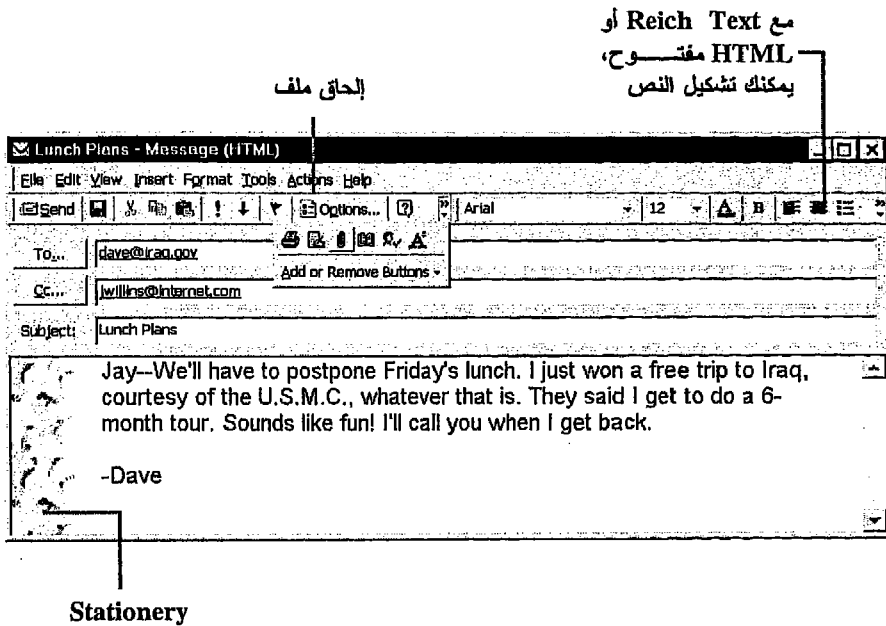 مع Reich Text أو
HTML مفتـــوح،
يمكنك تشكيل النص
إلحاق ملف
Lunch Plans - Message (HTML)
File Edit View Insert Format Tools Actions Help
Send Options... Arial 12 A B
Add or Remove Buttons
To... dave@iraq.gov
Cc... jwillins@internet.com
Subject: Lunch Plans
Jay--We'll have to postpone Friday's lunch. I just won a free trip to Iraq,
courtesy of the U.S.M.C., whatever that is. They said I get to do a 6-
month tour. Sounds like fun! I'll call you when I get back.
-Dave
Stationery